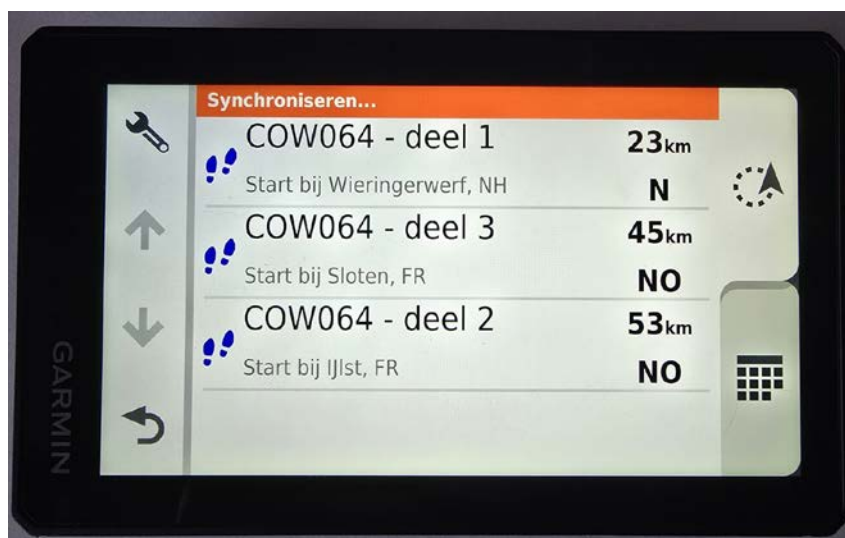 Synchroniseren...
COW064 - deel 1
23km
Start bij Wieringerwerf, NH
N
COW064 - deel 3
45km
Start bij Sloten, FR
NO
COW064 - deel 2
53km
Start bij IJlst, FR
NO
GARMIN